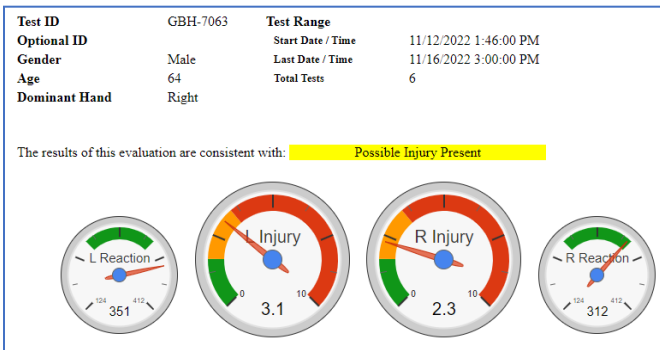 Test ID GBH-7063 Test Range
Optional ID Start Date / Time 11/12/2022 1:46:00 PM
Gender Male Last Date / Time 11/16/2022 3:00:00 PM
Age 64 Total Tests 6
Dominant Hand Right
The results of this evaluation are consistent with: Possible Injury Present
L Reaction
124 412
351
L Injury
0 10
3.1
R Injury
0 10
2.3
R Reaction
124 412
312